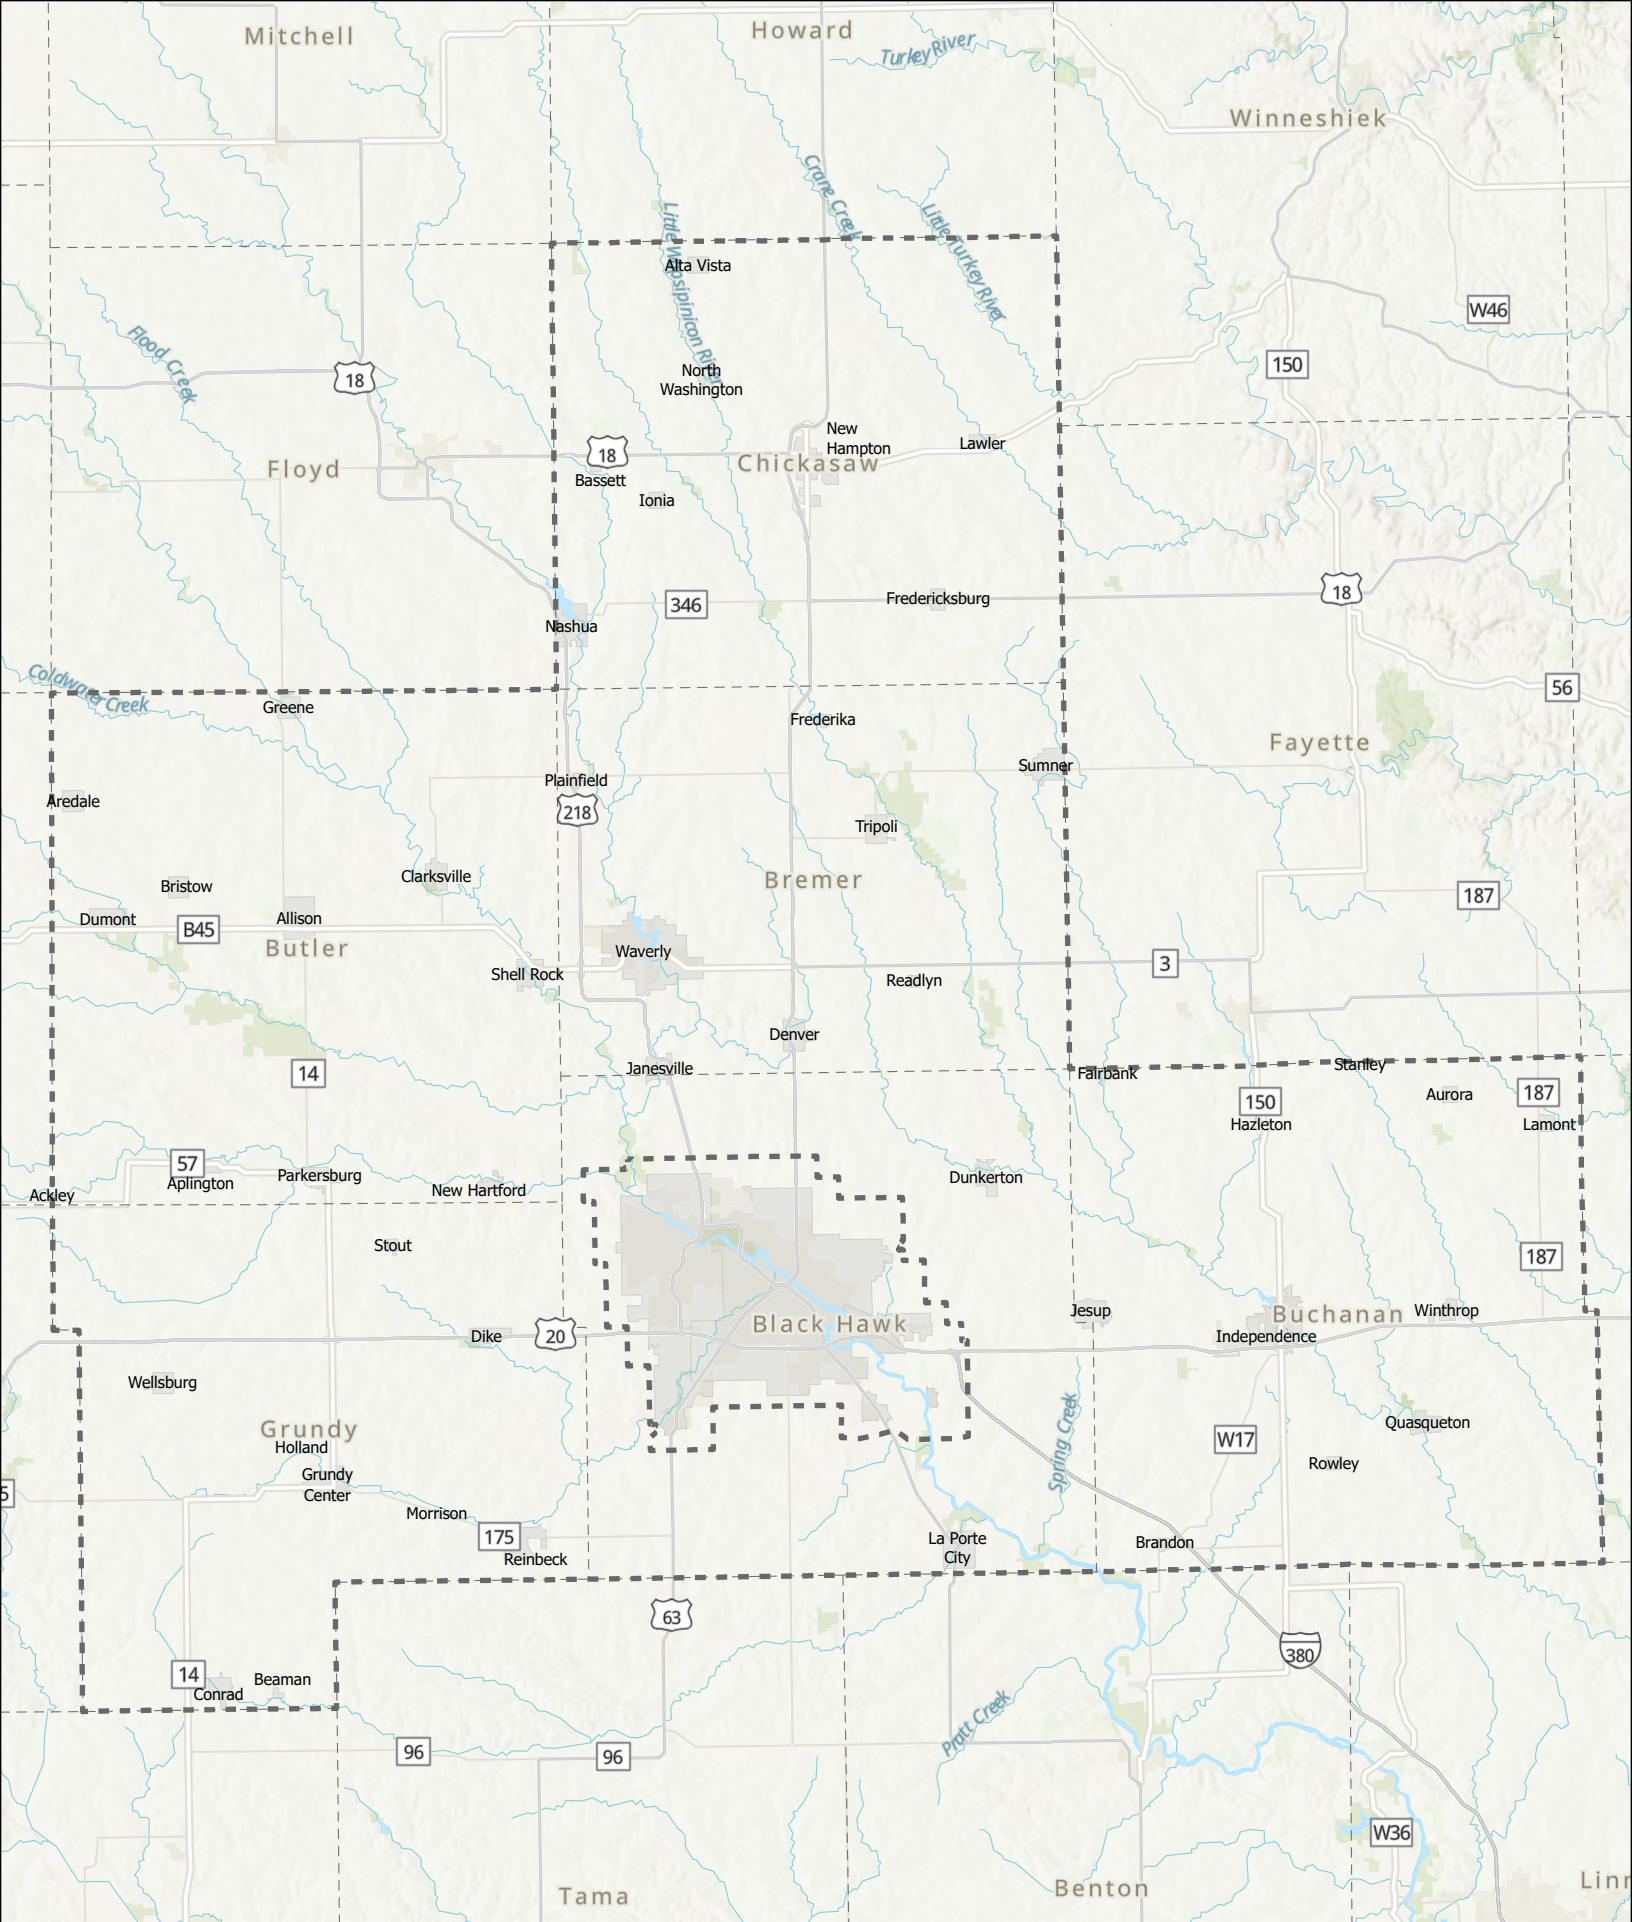 Mitchell
Howard
Turkey River
Winneshiek
Crane Creek
Little Wapsipinicon River
Little Turkey River
Alta Vista
W46
Flood Creek
150
18
North
Washington
New
Hampton
Lawler
18
Chickasaw
Floyd
Bassett
Ionia
18
346
Fredericksburg
Nashua
Coldwater Creek
56
Greene
Frederika
Fayette
Sumner
Plainfield
Aredale
218
Tripoli
Clarksville
Bremer
Bristow
187
Dumont
Allison
B45
Butler
Waverly
3
Shell Rock
Readlyn
Denver
Janesville
14
Fairbank
Stanley
Aurora
187
150
Hazleton
Lamont
57
Aplington
Parkersburg
Dunkerton
New Hartford
Ackley
Stout
187
Jesup
Buchanan
Winthrop
Black Hawk
Dike
20
Independence
Wellsburg
Quasqueton
Grundy
Spring Creek
W17
Holland
Rowley
Grundy
Center
5
Morrison
175
La Porte
City
Brandon
Reinbeck
63
380
14
Conrad
Beaman
Pratt Creek
96
96
W36
Tama
Benton
Linn